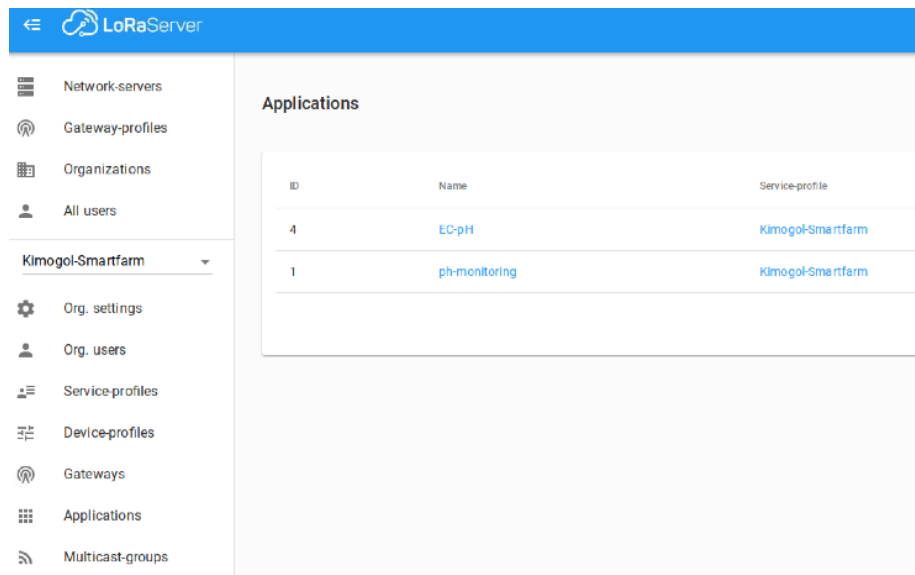 LoRaServer
Network-servers
Gateway-profiles
Organizations
All users
Kimogol-Smartfarm
Org. settings
Org. users
Service-profiles
Device-profiles
Gateways
Applications
Multicast-groups
Applications
ID Name Service-profile
4 EC-pH Kimogol-Smartfarm
1 ph-monitoring Kimogol-Smartfarm